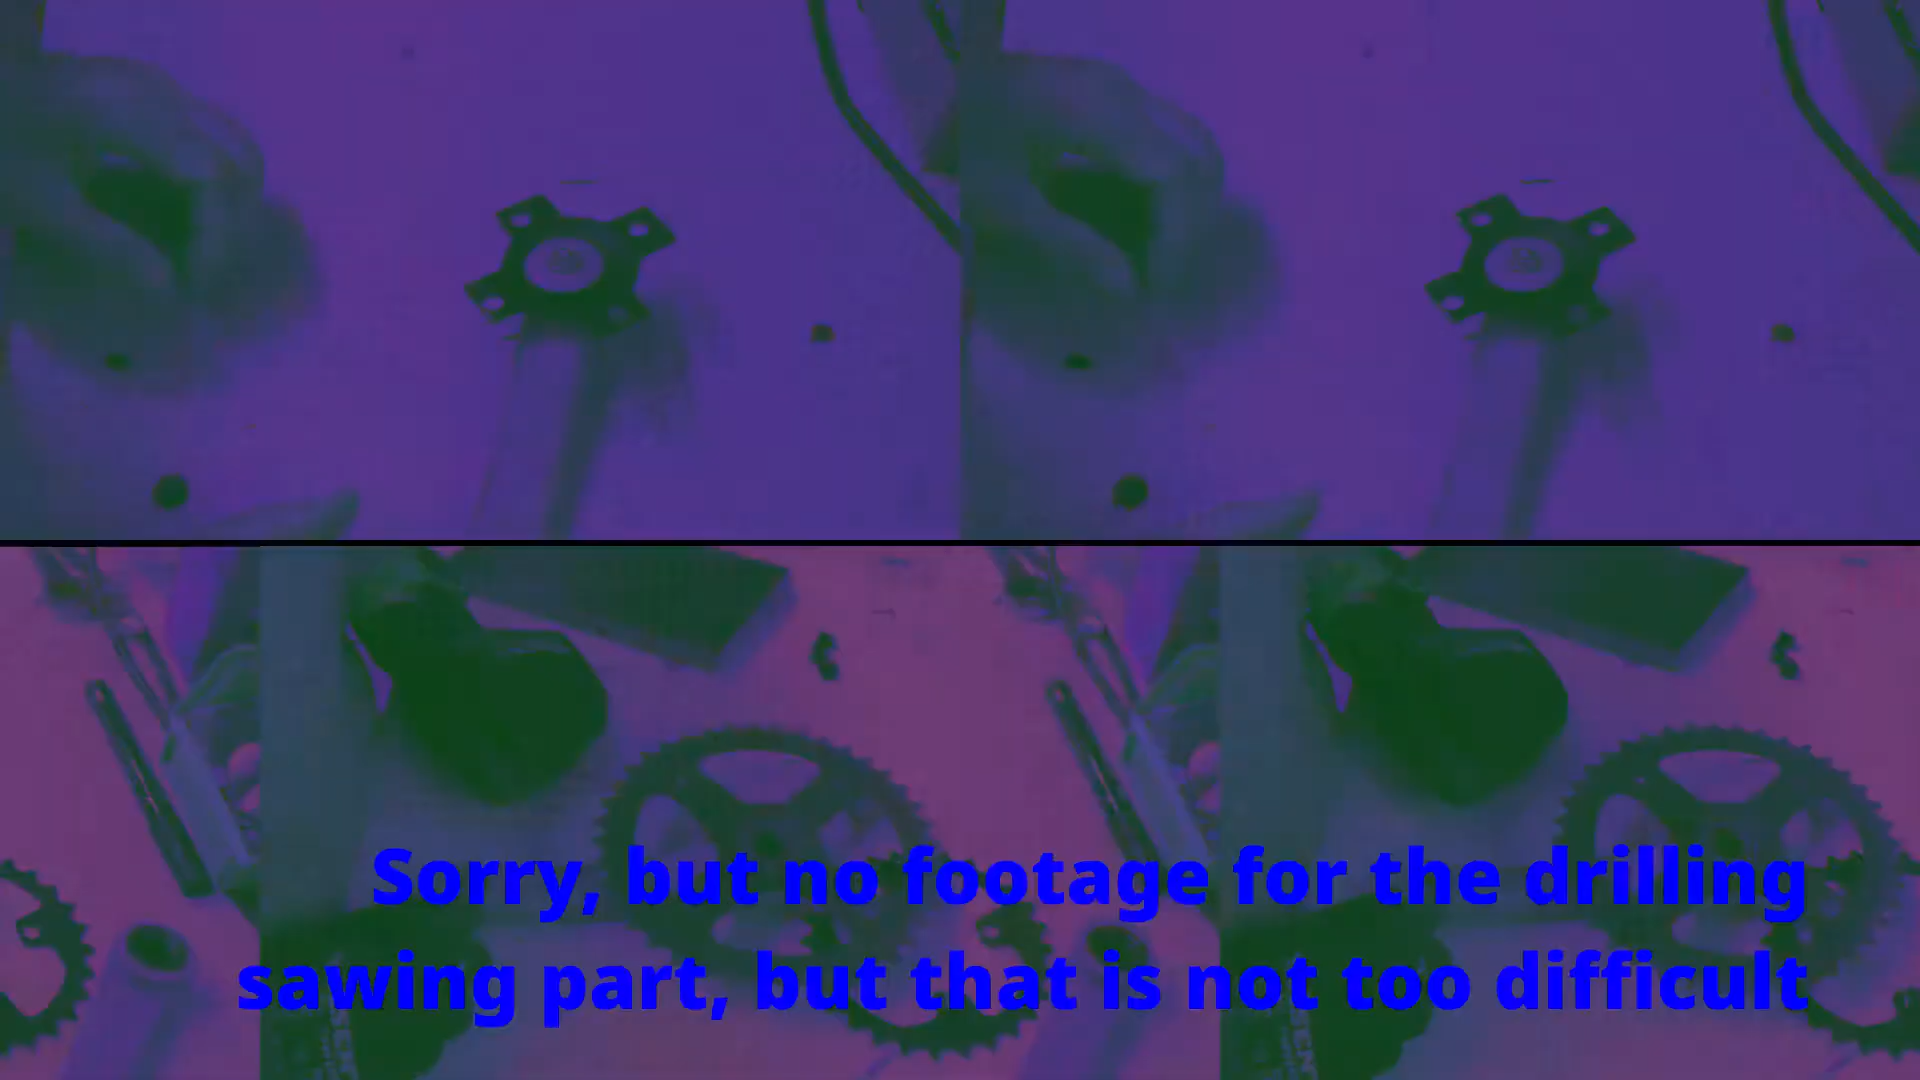 Sorry, but no footage for the drilling
sawing part, but that is not too difficult